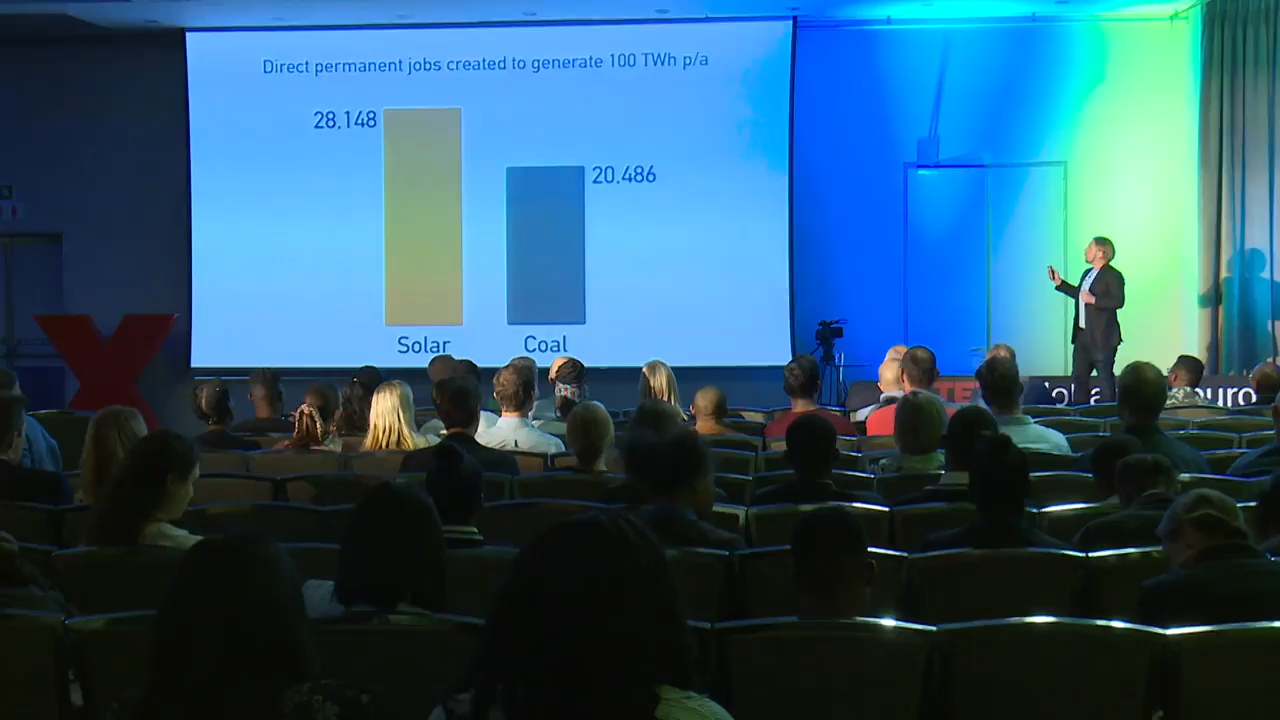 Direct permanent jobs created to generate 100 TWh p/a
28,148
20,486
Solar
Coal
X